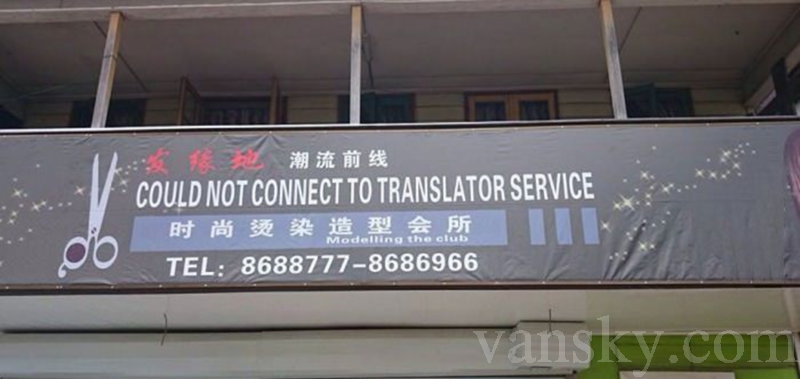 发缘地 潮流前线
COULD NOT CONNECT TO TRANSLATOR SERVICE
时尚烫染造型会所
Modelling the club
TEL: 8688777-8686966
vansky.com